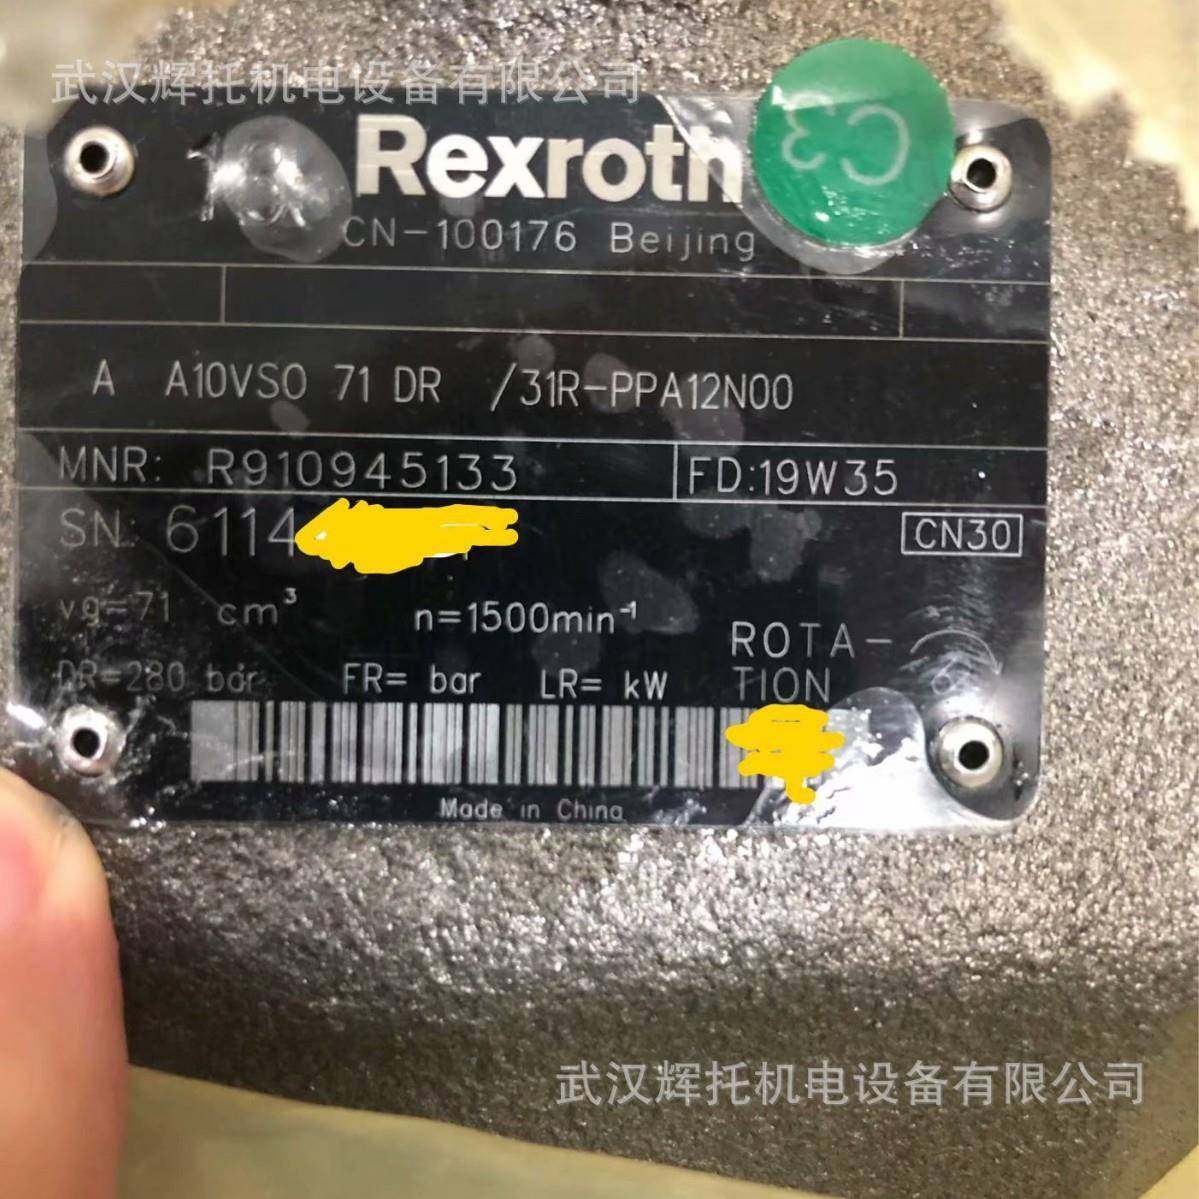 武汉辉托机电设备有限公司
Rexroth
C3
CN-100176 Beijing
A A10VSO 71 DR /31R-PPA12N00
MNR: R910945133 FD:19W35
SN: 6114
CN30
vg=71 cm³ n=1500min⁻¹
ROTA-
TION
DR=280 bar FR= bar LR= kW
Made in China
武汉辉托机电设备有限公司